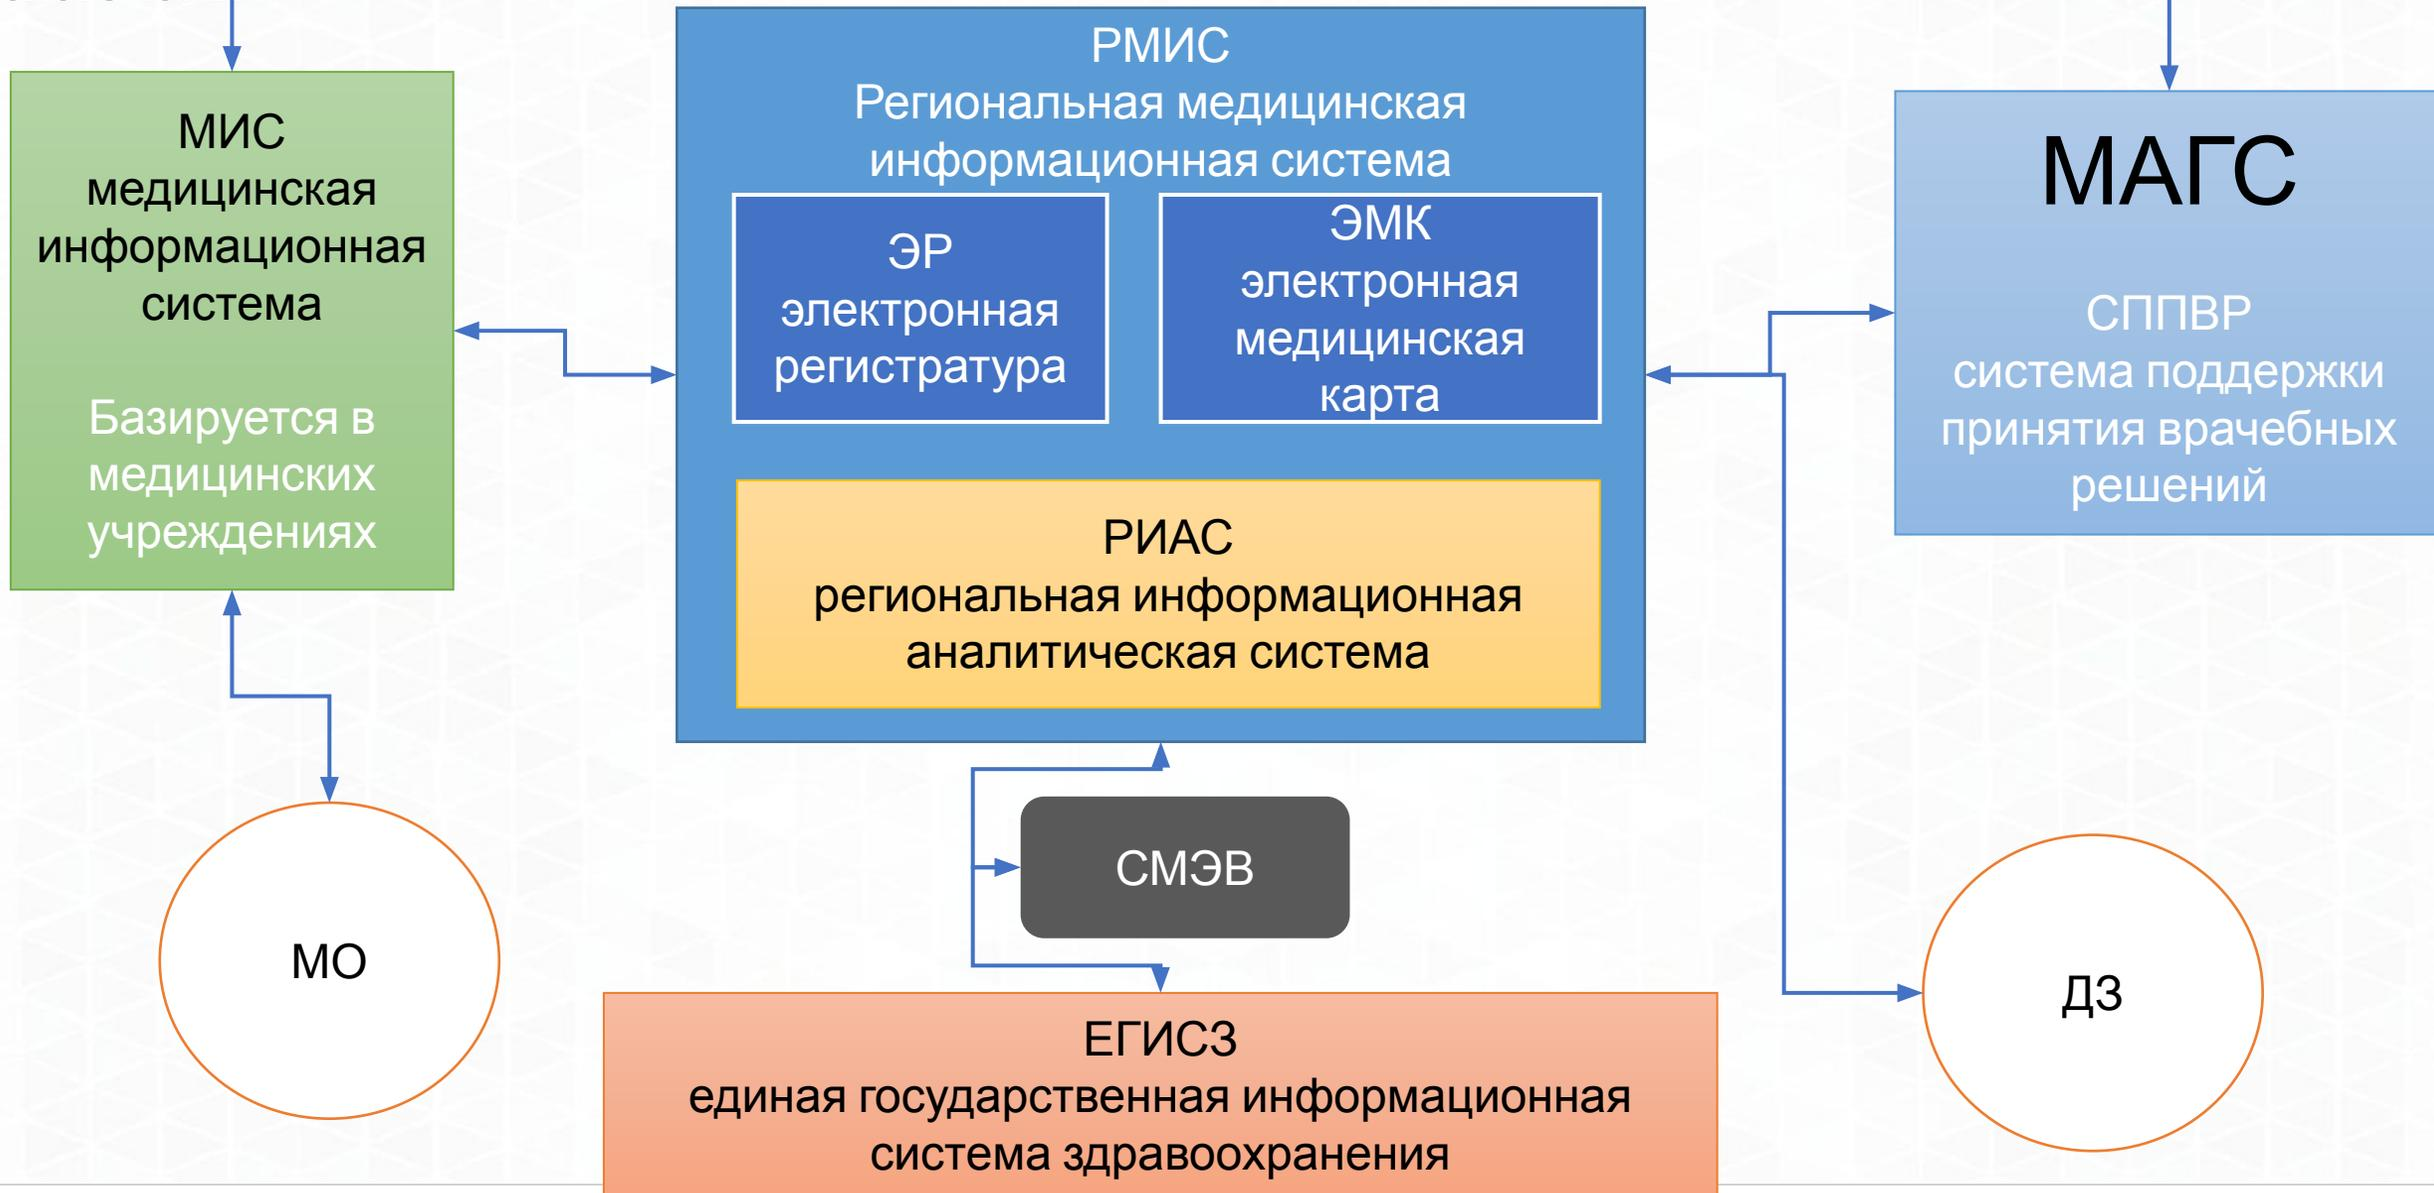 МИС
медицинская
информационная
система
Базируется в
медицинских
учреждениях
РМИС
Региональная медицинская
информационная система
ЭР
электронная
регистратура
ЭМК
электронная
медицинская
карта
РИАС
региональная информационная
аналитическая система
МАГС
СППВР
система поддержки
принятия врачебных
решений
СМЭВ
МО
ДЗ
ЕГИСЗ
единая государственная информационная
система здравоохранения